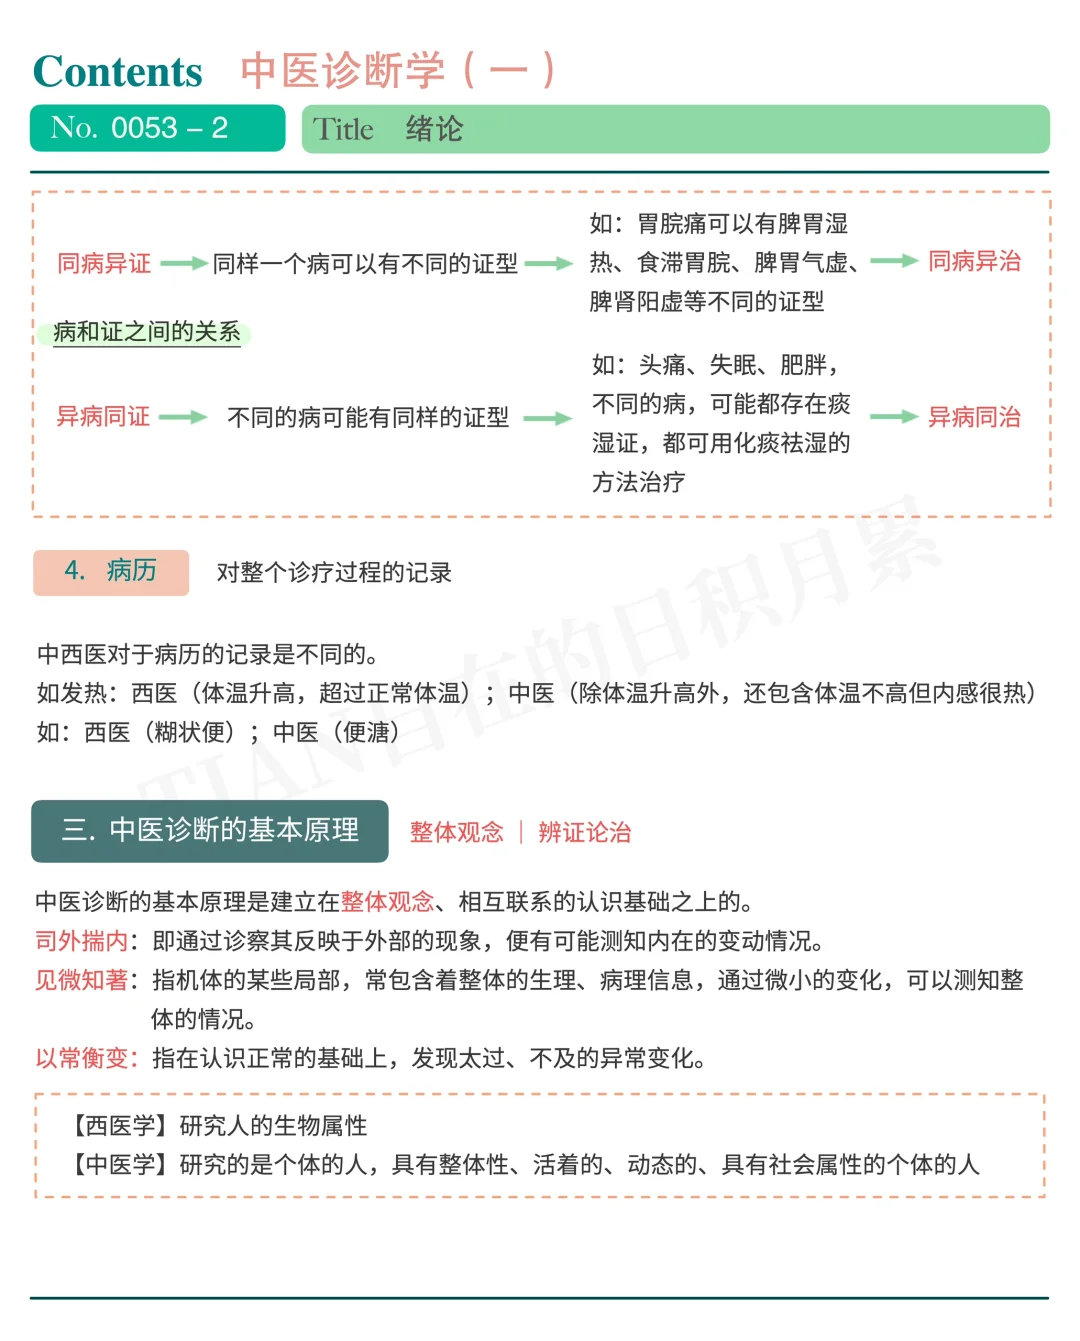 Contents 中医诊断学（一）
No. 0053 – 2
Title 绪论
同病异证 同样一个病可以有不同的证型
如：胃脘痛可以有脾胃湿
热、食滞胃脘、脾胃气虚、
脾肾阳虚等不同的证型
同病异治
病和证之间的关系
异病同证 不同的病可能有同样的证型
如：头痛、失眠、肥胖，
不同的病，可能都存在痰
湿证，都可用化痰祛湿的
方法治疗
异病同治
4. 病历 对整个诊疗过程的记录
中西医对于病历的记录是不同的。
如发热：西医（体温升高，超过正常体温）；中医（除体温升高外，还包含体温不高但内感很热）
如：西医（糊状便）；中医（便溏）
TIAN自在的日积月累
三. 中医诊断的基本原理 整体观念｜辨证论治
中医诊断的基本原理是建立在整体观念、相互联系的认识基础之上的。
司外揣内：即通过诊察其反映于外部的现象，便有可能测知内在的变动情况。
见微知著：指机体的某些局部，常包含着整体的生理、病理信息，通过微小的变化，可以测知整
体的情况。
以常衡变：指在认识正常的基础上，发现太过、不及的异常变化。
【西医学】研究人的生物属性
【中医学】研究的是个体的人，具有整体性、活着的、动态的、具有社会属性的个体的人